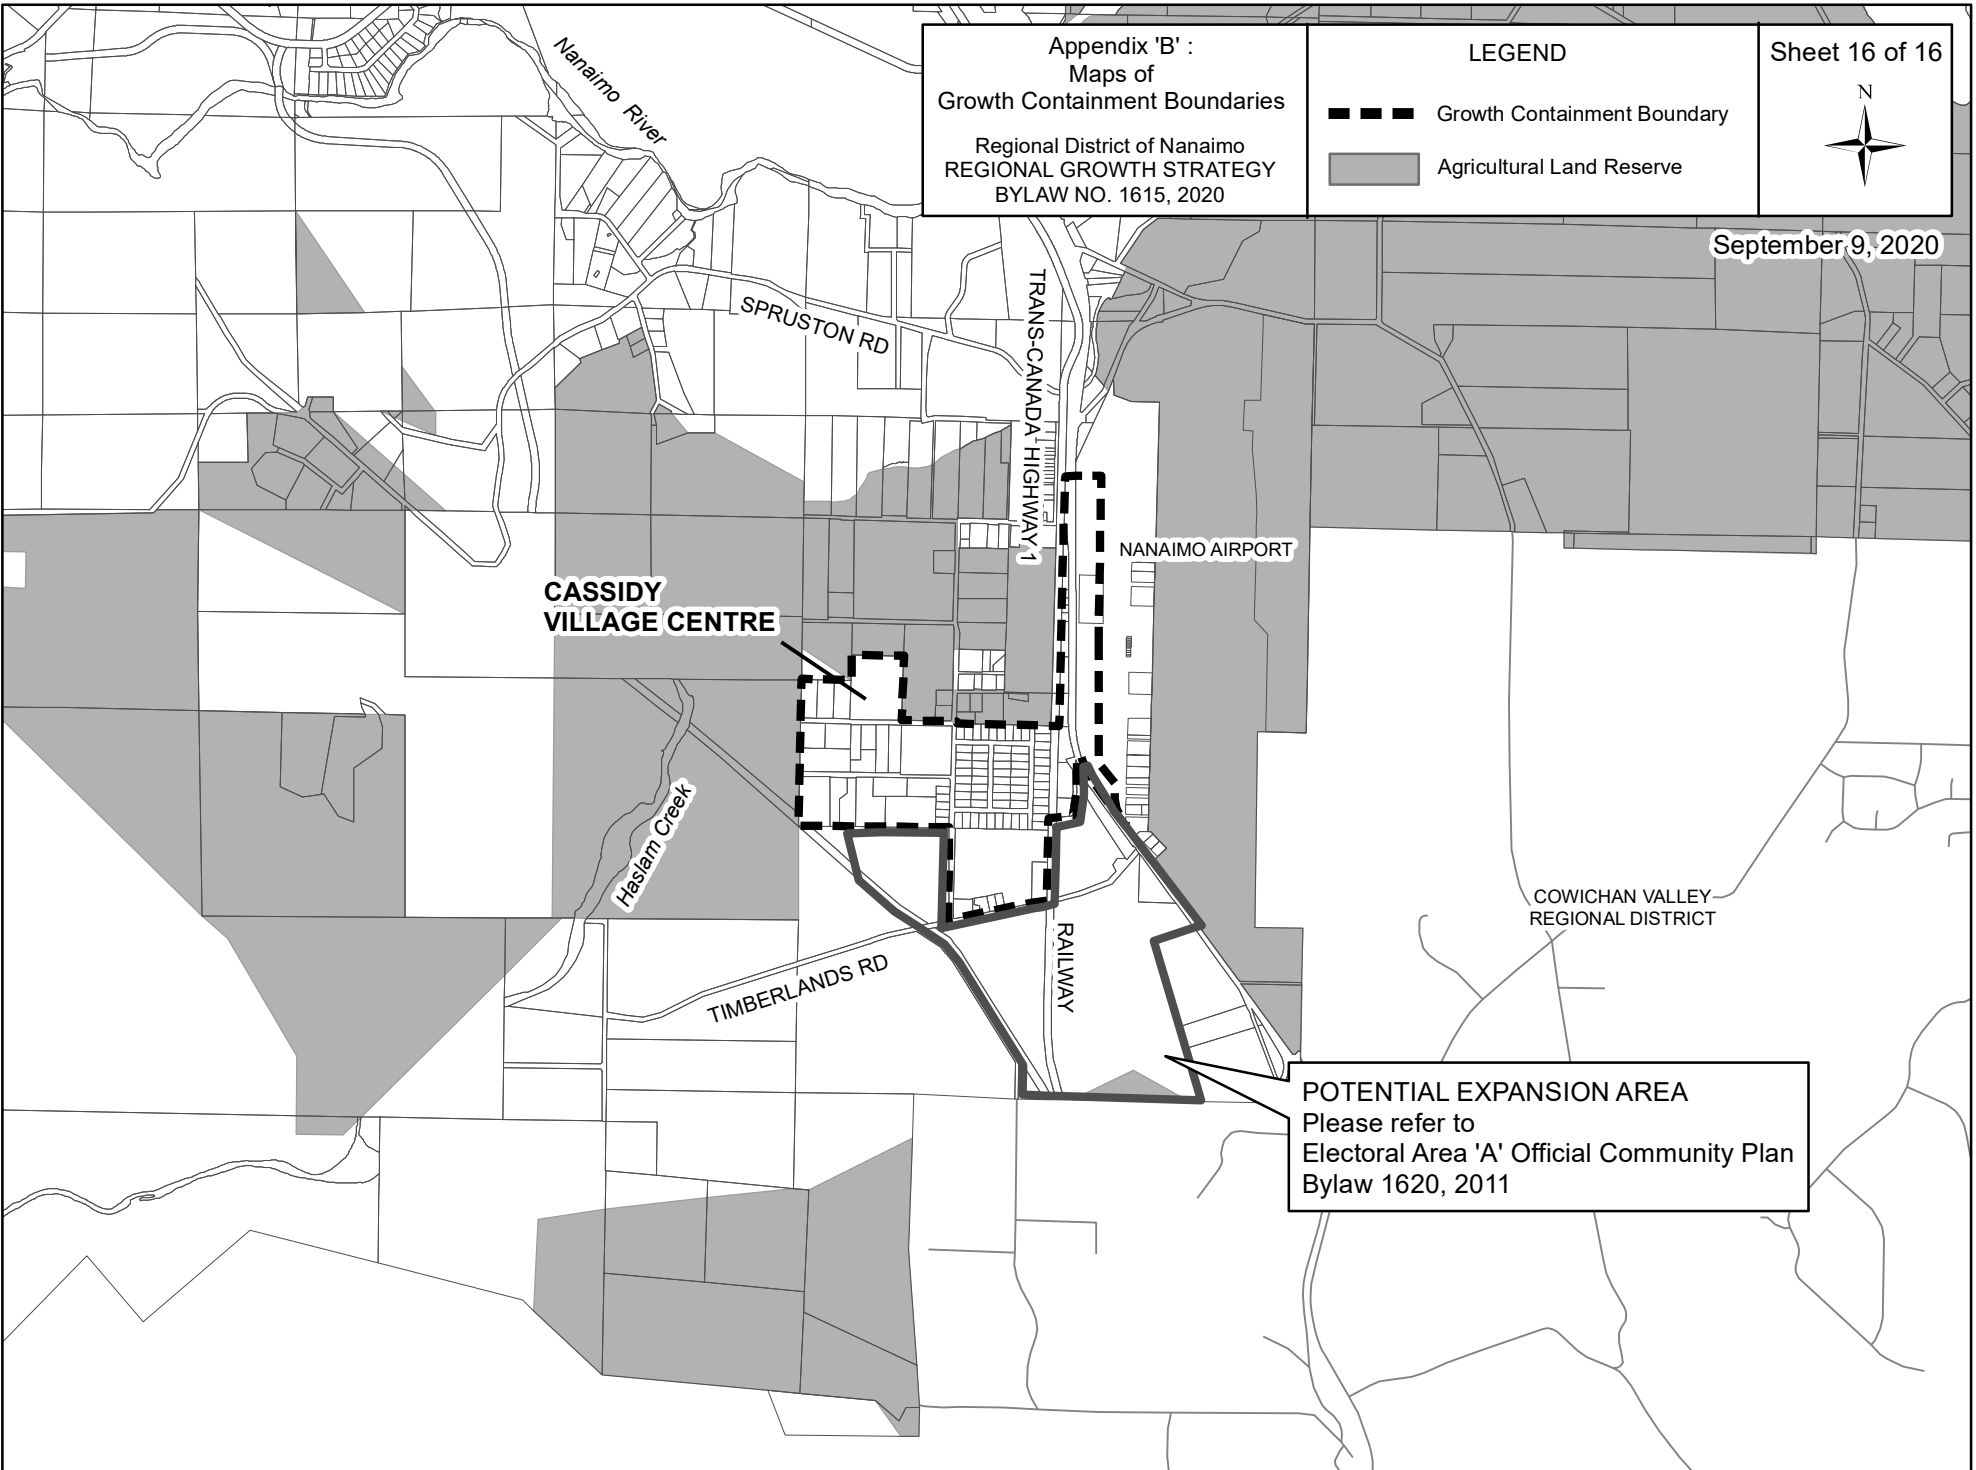 Appendix 'B' :
Maps of
Growth Containment Boundaries
Regional District of Nanaimo
REGIONAL GROWTH STRATEGY
BYLAW NO. 1615, 2020
LEGEND
Growth Containment Boundary
Agricultural Land Reserve
Sheet 16 of 16
N
September 9, 2020
Nanaimo River
SPRUSTON RD
TRANS-CANADA HIGHWAY 1
NANAIMO AIRPORT
CASSIDY
VILLAGE CENTRE
Haslam Creek
COWICHAN VALLEY
REGIONAL DISTRICT
RAILWAY
TIMBERLANDS RD
POTENTIAL EXPANSION AREA
Please refer to
Electoral Area 'A' Official Community Plan
Bylaw 1620, 2011